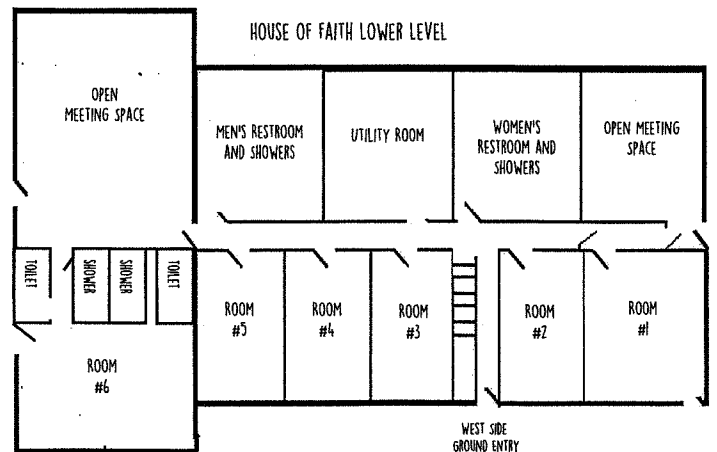 HOUSE OF FAITH LOWER LEVEL
OPEN
MEETING SPACE
MEN'S RESTROOM
AND SHOWERS
UTILITY ROOM
WOMEN'S
RESTROOM AND
SHOWERS
OPEN MEETING
SPACE
TOILET
SHOWER
SHOWER
TOILET
ROOM
#5
ROOM
#4
ROOM
#3
ROOM
#2
ROOM
#1
ROOM
#6
WEST SIDE
GROUND ENTRY